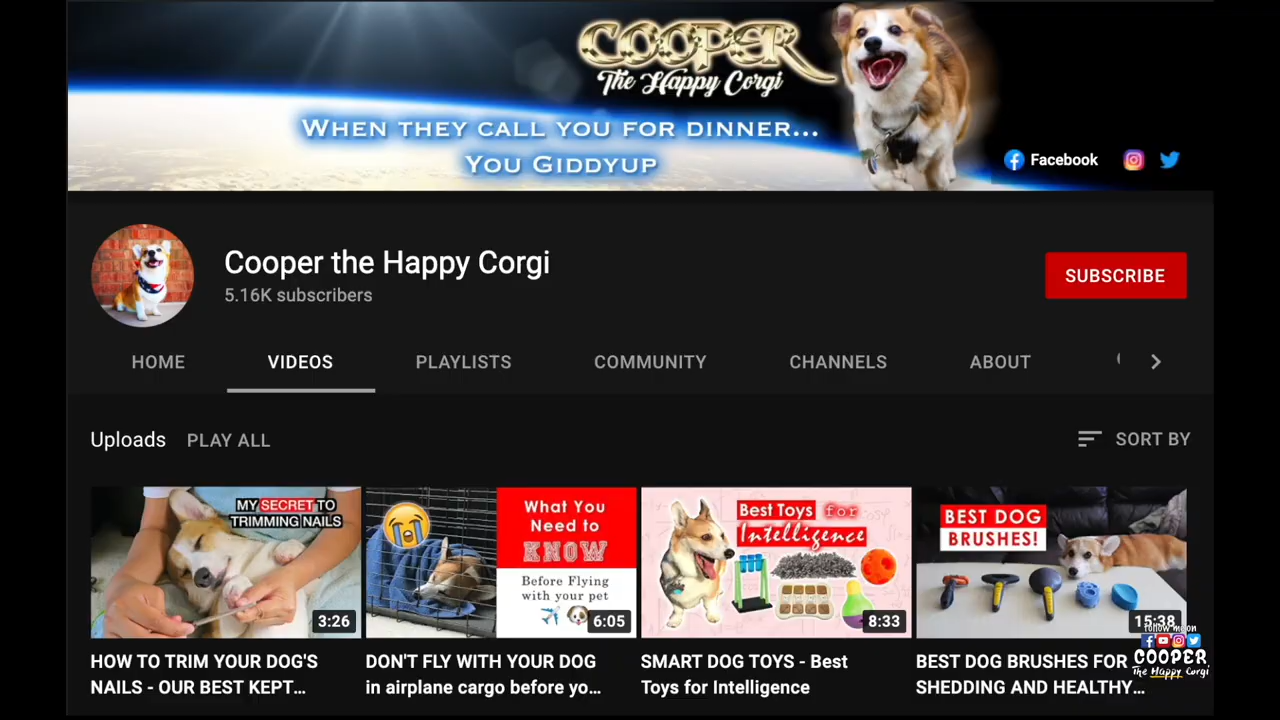 COOPER
The Happy Corgi
WHEN THEY CALL YOU FOR DINNER...
YOU GIDDYUP
Facebook
Cooper the Happy Corgi
5.16K subscribers
SUBSCRIBE
HOME VIDEOS PLAYLISTS COMMUNITY CHANNELS ABOUT
Uploads PLAY ALL SORT BY
MY SECRET TO
TRIMMING NAILS
3:26
What You
Need to
KNOW
Before Flying
with your pet
6:05
Best Toys for
Intelligence
8:33
BEST DOG
BRUSHES!
15:38
HOW TO TRIM YOUR DOG'S
NAILS - OUR BEST KEPT...
DON'T FLY WITH YOUR DOG
in airplane cargo before yo...
SMART DOG TOYS - Best
Toys for Intelligence
BEST DOG BRUSHES FOR
SHEDDING AND HEALTHY...
follow me on
COOPER
The Happy Corgi